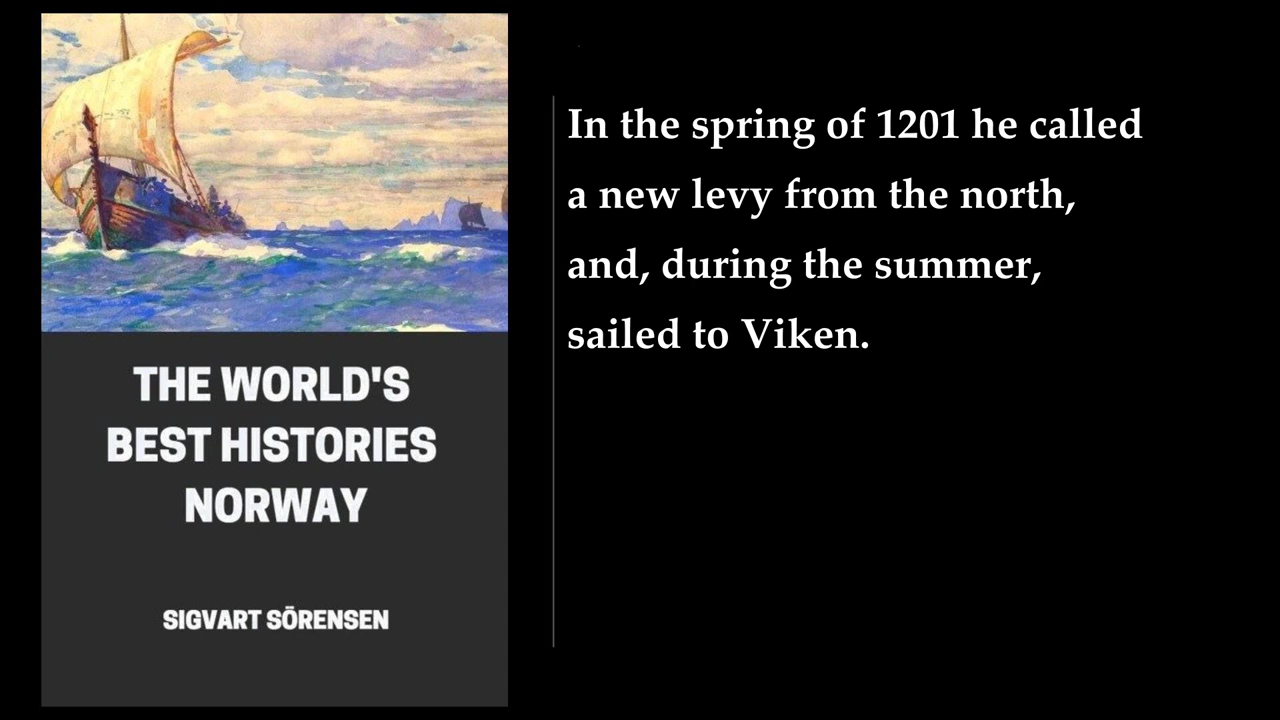 THE WORLD'S
BEST HISTORIES
NORWAY
SIGVART SÖRENSEN
In the spring of 1201 he called
a new levy from the north,
and, during the summer,
sailed to Viken.